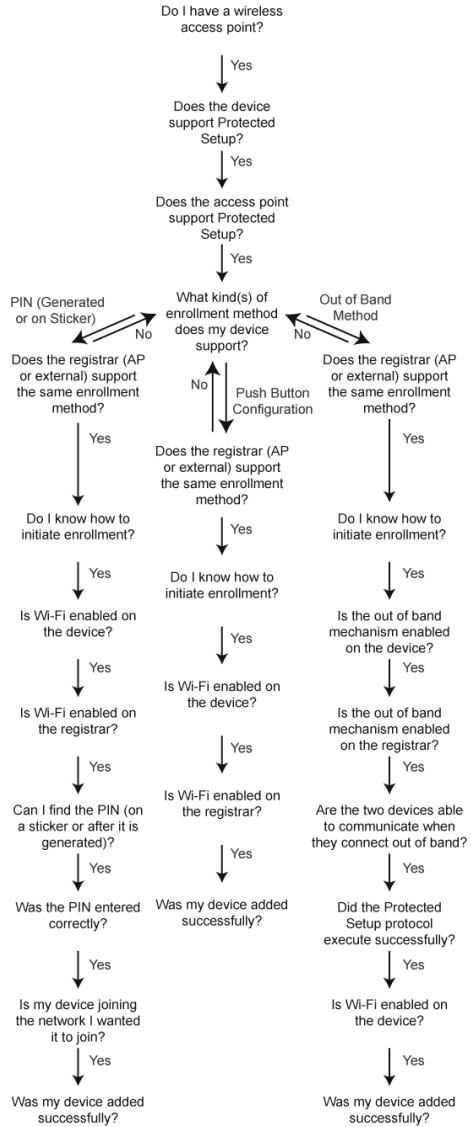 Do I have a wireless
access point?
Yes
Does the device
support Protected
Setup?
Yes
Does the access point
support Protected
Setup?
Yes
What kind(s) of
enrollment method
does my device
support?
PIN (Generated
or on Sticker)
No
Does the registrar (AP
or external) support
the same enrollment
method?
Yes
Do I know how to
initiate enrollment?
Yes
Is Wi-Fi enabled on
the device?
Yes
Is Wi-Fi enabled on
the registrar?
Yes
Can I find the PIN (on
a sticker or after it is
generated)?
Yes
Was the PIN entered
correctly?
Yes
Is my device joining
the network I wanted
it to join?
Yes
Was my device added
successfully?
No
Push Button
Configuration
Does the registrar (AP
or external) support
the same enrollment
method?
Yes
Do I know how to
initiate enrollment?
Yes
Is Wi-Fi enabled on
the device?
Yes
Is Wi-Fi enabled on
the registrar?
Yes
Was my device added
successfully?
Out of Band
Method
No
Does the registrar (AP
or external) support
the same enrollment
method?
Yes
Do I know how to
initiate enrollment?
Yes
Is the out of band
mechanism enabled
on the device?
Yes
Is the out of band
mechanism enabled
on the registrar?
Yes
Are the two devices able
to communicate when
they connect out of band?
Yes
Did the Protected
Setup protocol
execute successfully?
Yes
Is Wi-Fi enabled on
the device?
Yes
Was my device added
successfully?